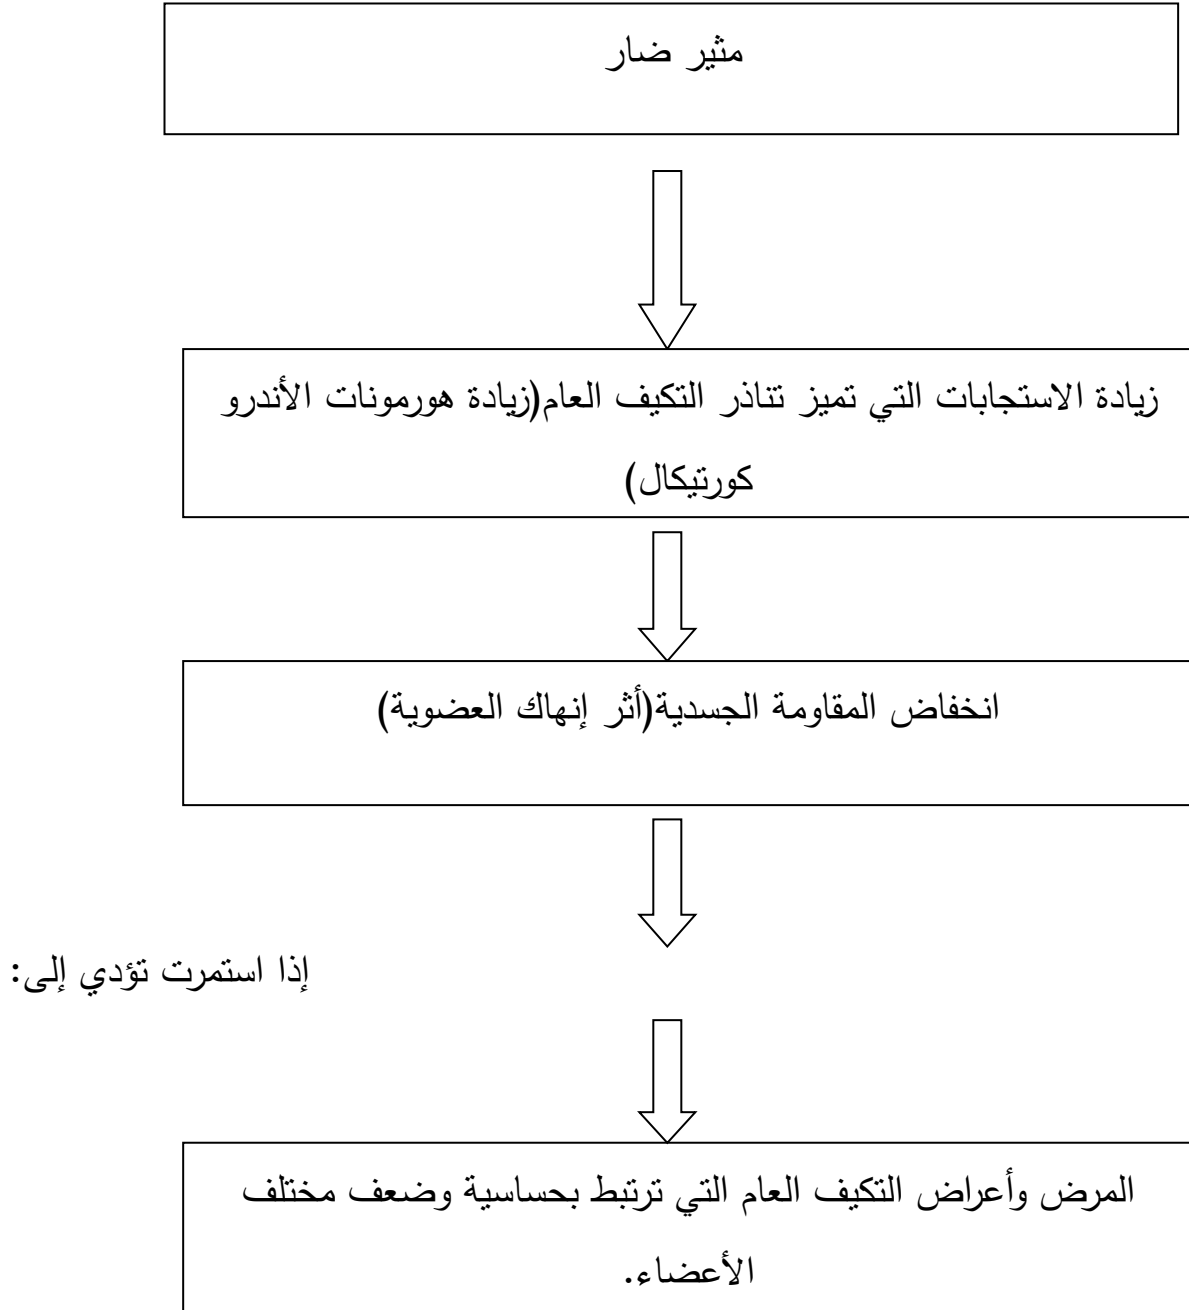 مثير ضار
زيادة الاستجابات التي تميز تناذر التكيف العام(زيادة هورمونات الأندرو
كورتيكال)
انخفاض المقاومة الجسدية(أثر إنهاك العضوية)
إذا استمرت تؤدي إلى:
المرض وأعراض التكيف العام التي ترتبط بحساسية وضعف مختلف
الأعضاء.